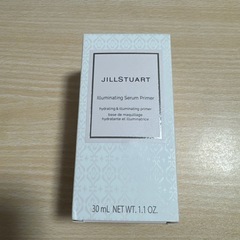 JILLSTUART
Illuminating Serum Primer
hydrating & illuminating primer
base de maquillage
hydratante et illuminatrice
30 mL NET WT. 1.1 OZ.